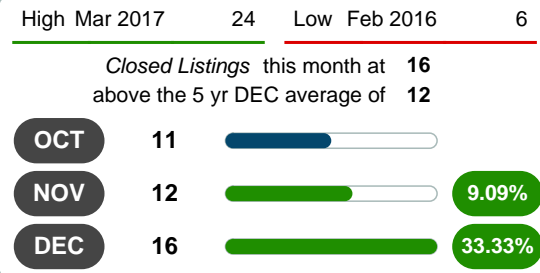 High Mar 2017 24 Low Feb 2016 6
Closed Listings this month at 16
above the 5 yr DEC average of 12
OCT 11
NOV 12 9.09%
DEC 16 33.33%